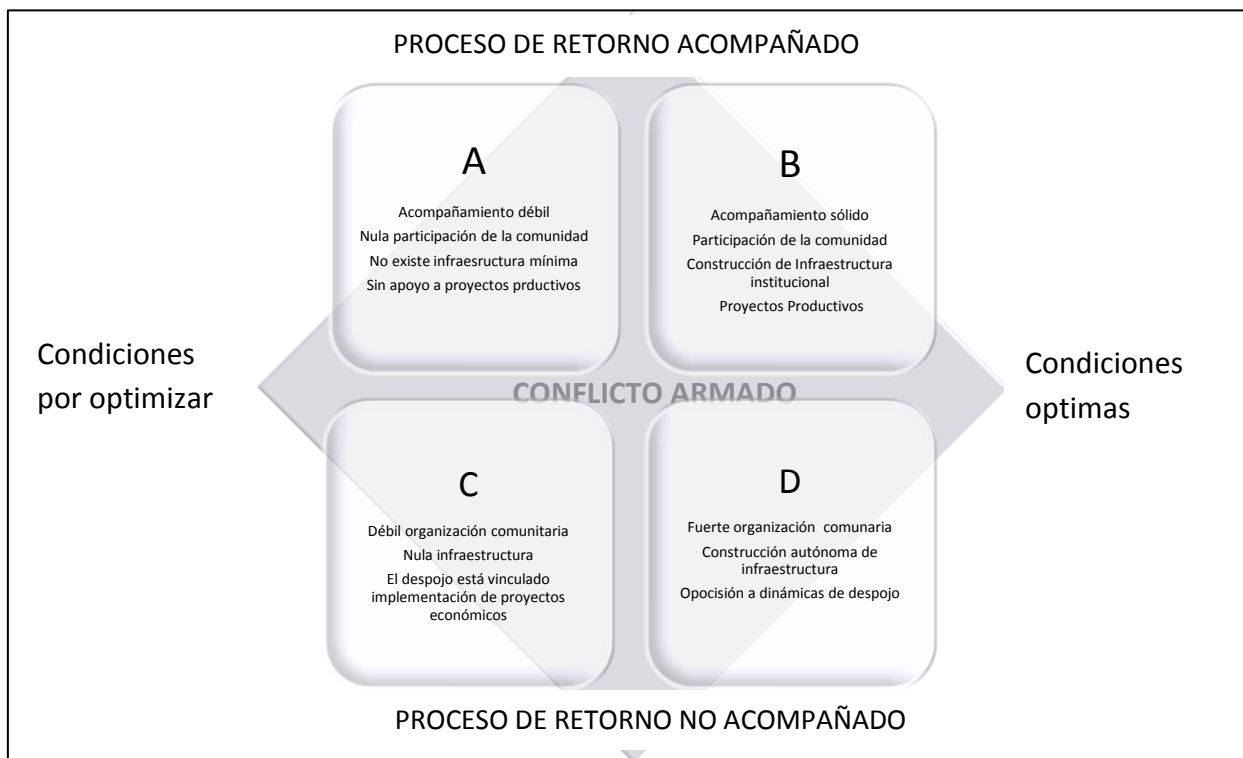 PROCESO DE RETORNO ACOMPAÑADO
A
Acompañamiento débil
Nula participación de la comunidad
No existe infraesructura mínima
Sin apoyo a proyectos prductivos
B
Acompañamiento sólido
Participación de la comunidad
Construcción de Infraestructura
institucional
Proyectos Productivos
Condiciones
por optimizar
CONFLICTO ARMADO
Condiciones
optimas
C
Débil organización comunitaria
Nula infraestructura
El despojo está vinculado
implementación de proyectos
económicos
D
Fuerte organización comunaria
Construcción autónoma de
infraestructura
Opocisión a dinámicas de despojo
PROCESO DE RETORNO NO ACOMPAÑADO